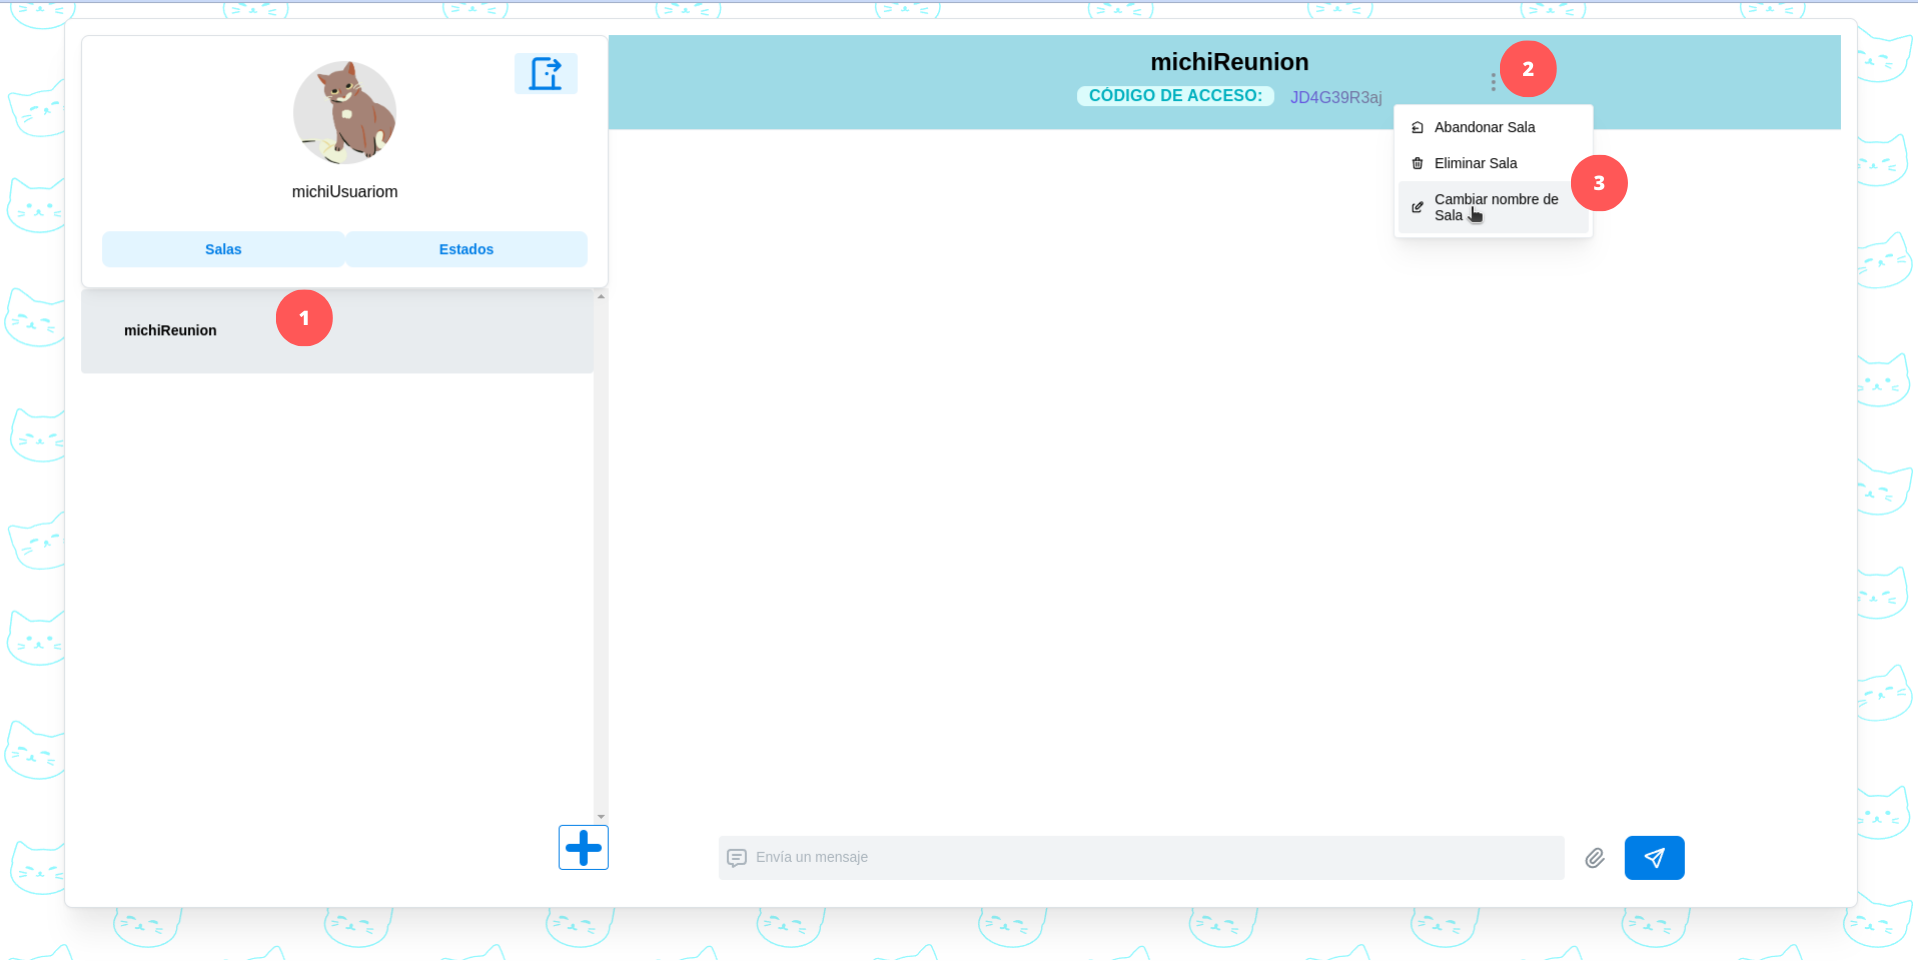 michiUsuariom
Salas
Estados
1
michiReunion
michiReunion
CÓDIGO DE ACCESO:
JD4G39R3aj
2
Abandonar Sala
Eliminar Sala
3
Cambiar nombre de
Sala
Envía un mensaje